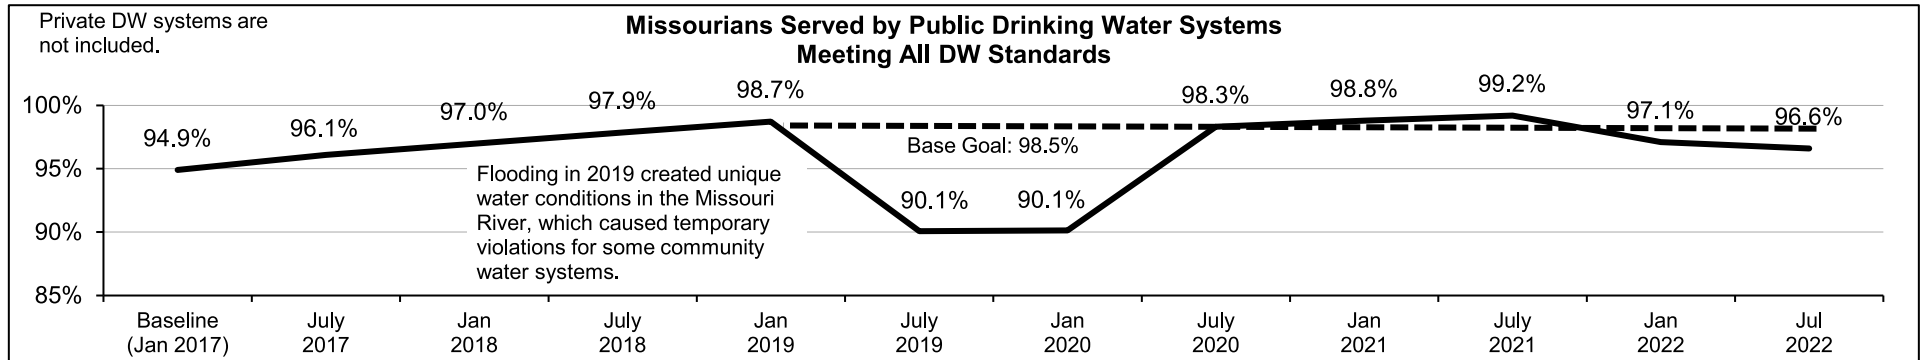 Private DW systems are
not included.
Missourians Served by Public Drinking Water Systems
Meeting All DW Standards
100%
95%
90%
85%
94.9%
96.1%
97.0%
97.9%
98.7%
90.1%
90.1%
98.3%
98.8%
99.2%
97.1%
96.6%
Base Goal: 98.5%
Flooding in 2019 created unique
water conditions in the Missouri
River, which caused temporary
violations for some community
water systems.
Baseline
(Jan 2017)
July
2017
Jan
2018
July
2018
Jan
2019
July
2019
Jan
2020
July
2020
Jan
2021
July
2021
Jan
2022
Jul
2022